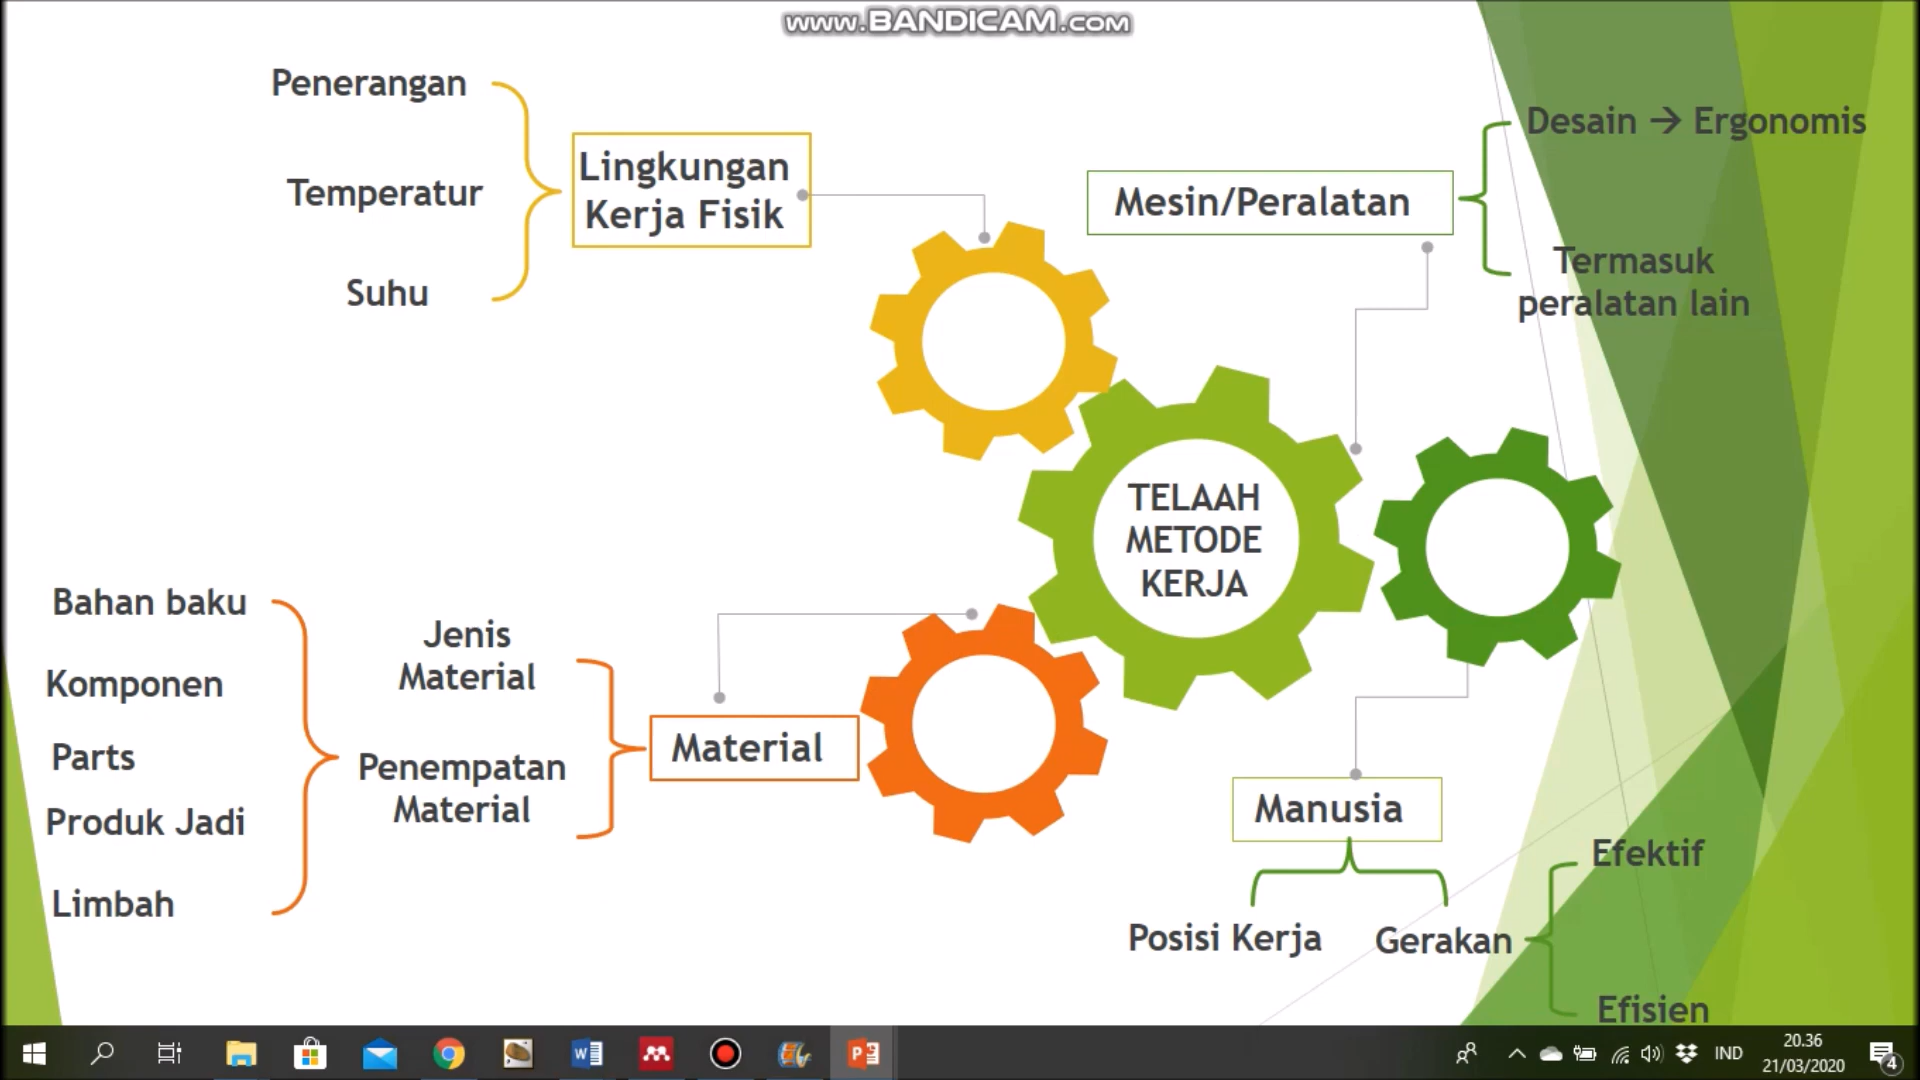 www.BANDICAM.com
Penerangan
Temperatur
Suhu
Lingkungan
Kerja Fisik
Mesin/Peralatan
Desain → Ergonomis
Termasuk
peralatan lain
TELAAH
METODE
KERJA
Bahan baku
Komponen
Parts
Produk Jadi
Limbah
Jenis
Material
Penempatan
Material
Material
Manusia
Posisi Kerja
Gerakan
Efektif
Efisien
IND
20.36
21/03/2020
4